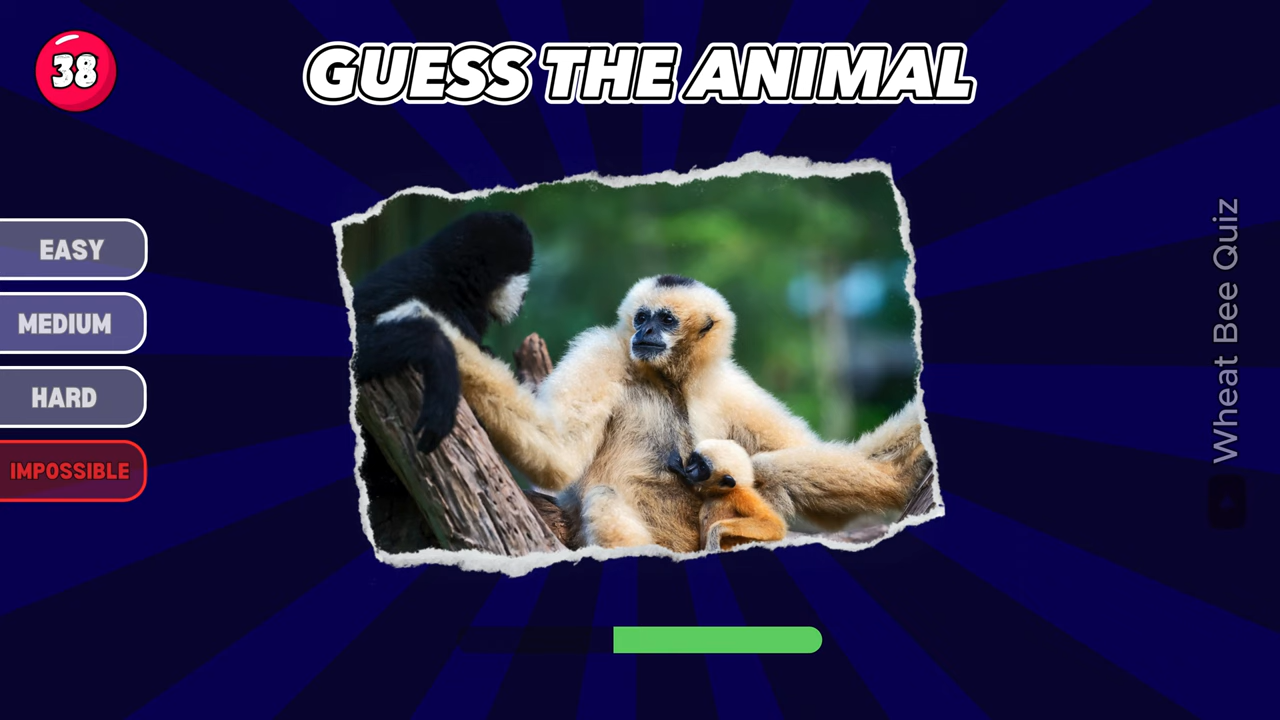 38
GUESS THE ANIMAL
EASY
MEDIUM
HARD
IMPOSSIBLE
Wheat Bee Quiz